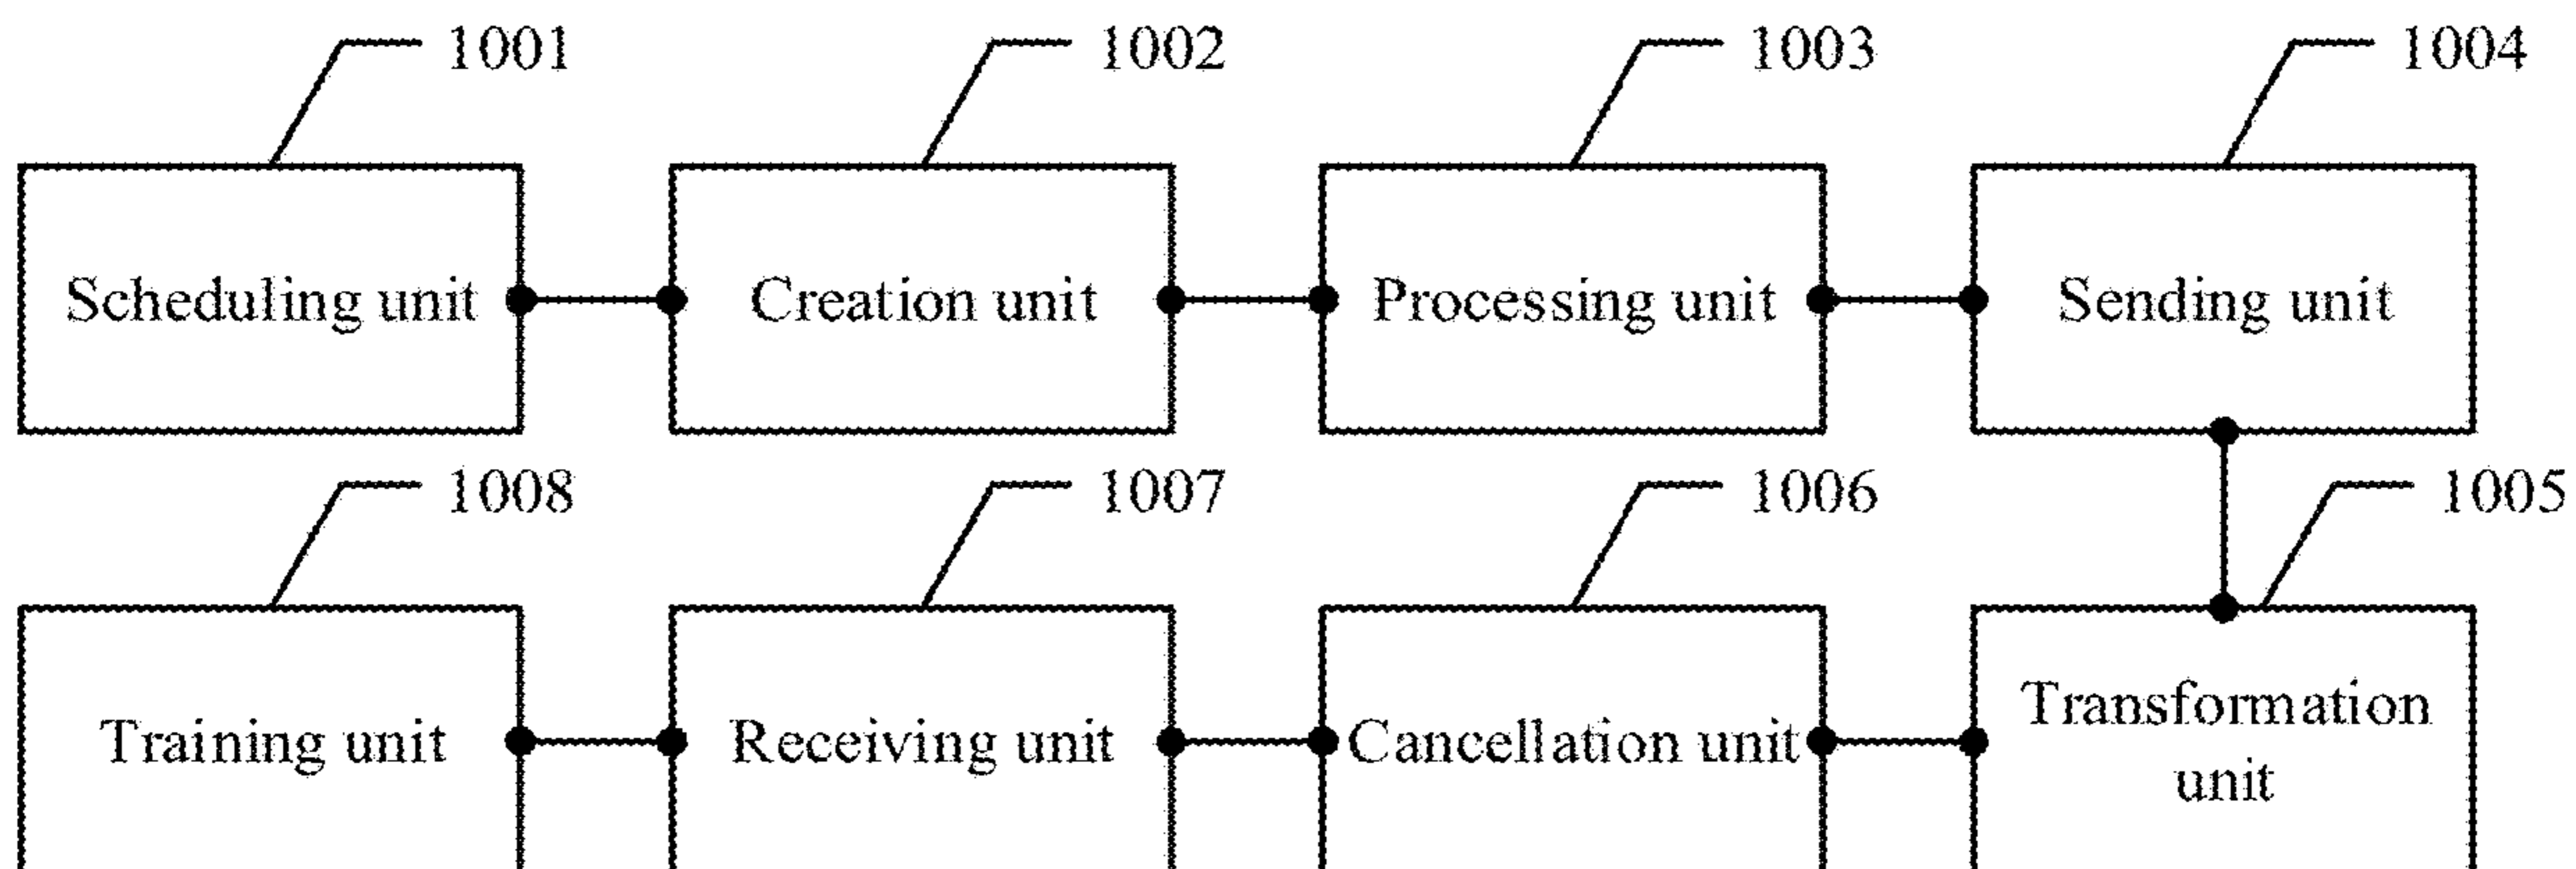 1001
1002
1003
1004
Scheduling unit
Creation unit
Processing unit
Sending unit
1008
1007
1006
1005
Training unit
Receiving unit
Cancellation unit
Transformation
unit